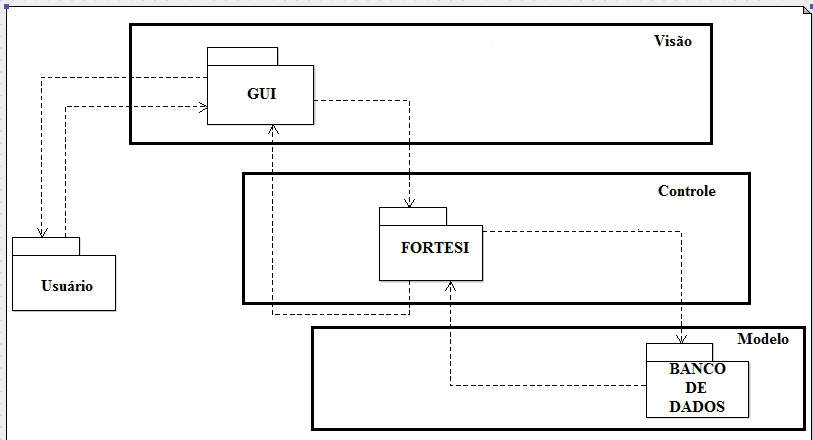 Visão
GUI
Controle
FORTESI
Usuário
Modelo
BANCO
DE
DADOS